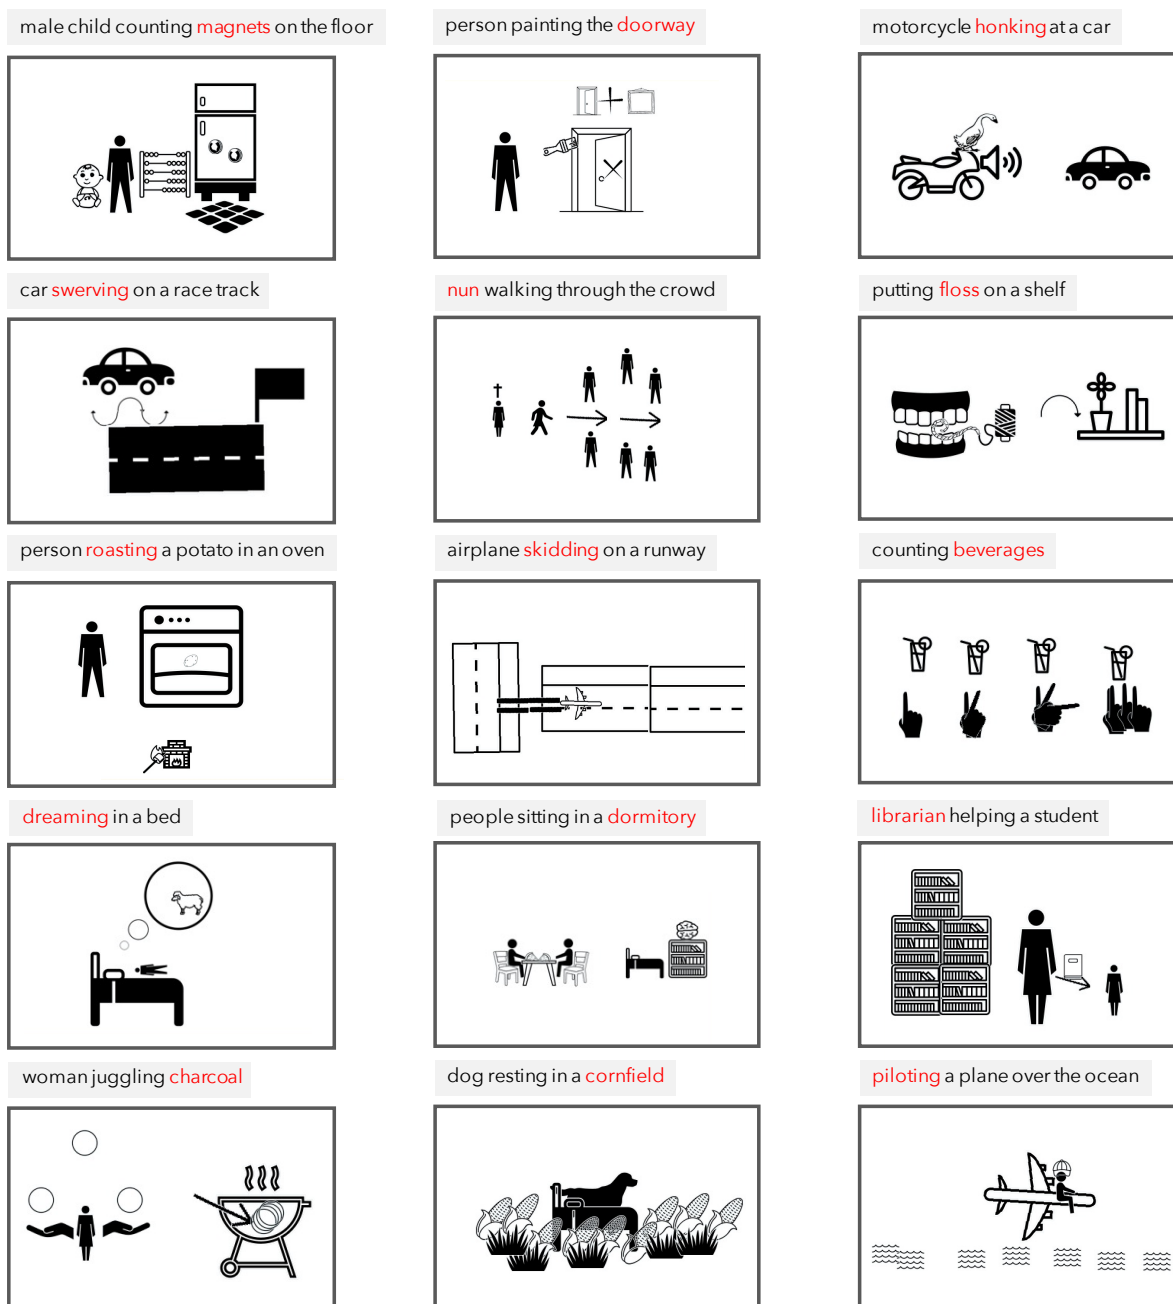 male child counting magnets on the floor
person painting the doorway
motorcycle honking at a car
car swerving on a race track
nun walking through the crowd
putting floss on a shelf
person roasting a potato in an oven
airplane skidding on a runway
counting beverages
dreaming in a bed
people sitting in a dormitory
librarian helping a student
woman juggling charcoal
dog resting in a cornfield
piloting a plane over the ocean